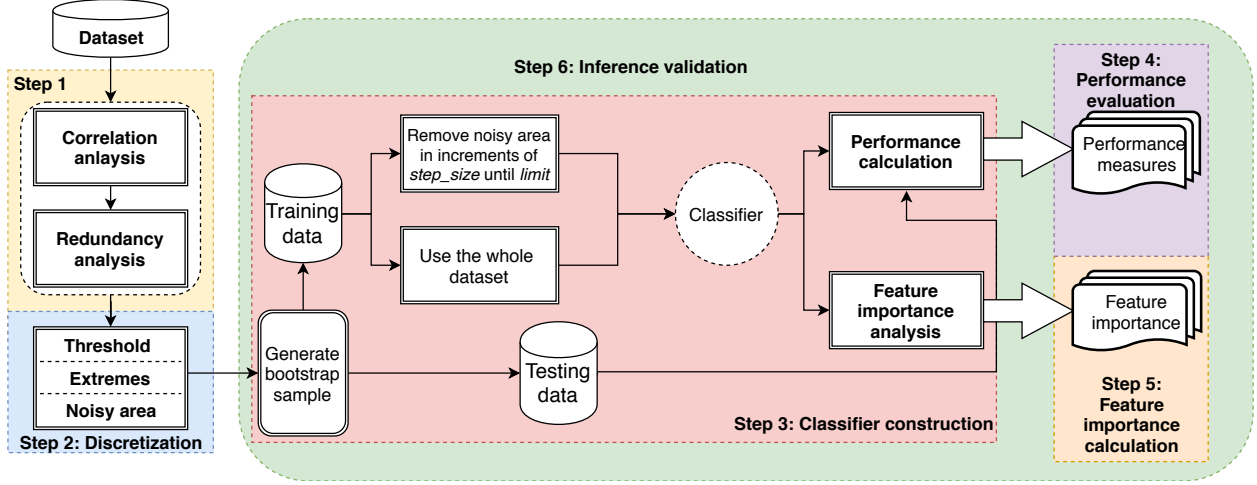 Dataset
Step 1
Correlation
anlaysis
Redundancy
analysis
Threshold
Extremes
Noisy area
Step 2: Discretization
Step 6: Inference validation
Training
data
Generate
bootstrap
sample
Remove noisy area
in increments of
step_size until limit
Use the whole
dataset
Testing
data
Classifier
Performance
calculation
Feature
importance
analysis
Step 3: Classifier construction
Step 4:
Performance
evaluation
Performance
measures
Feature
importance
Step 5:
Feature
importance
calculation